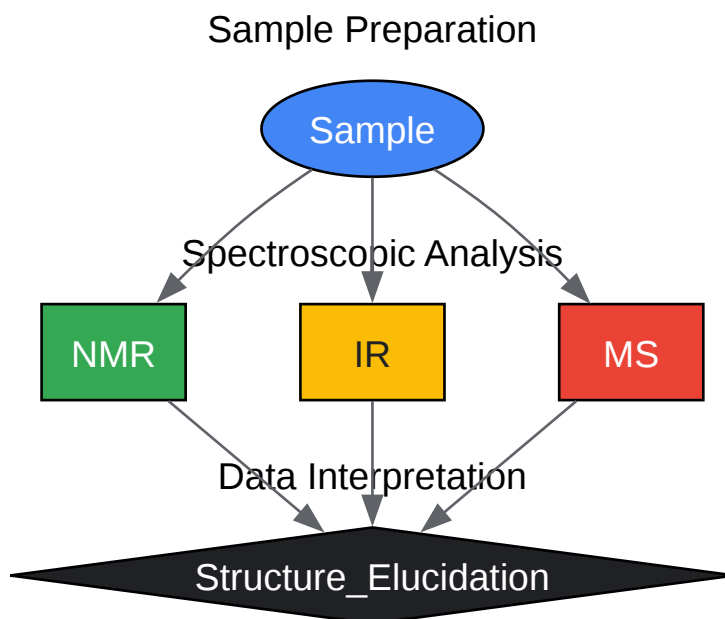 Sample Preparation
Sample
Spectroscopic Analysis
NMR
IR
MS
Data Interpretation
Structure_Elucidation